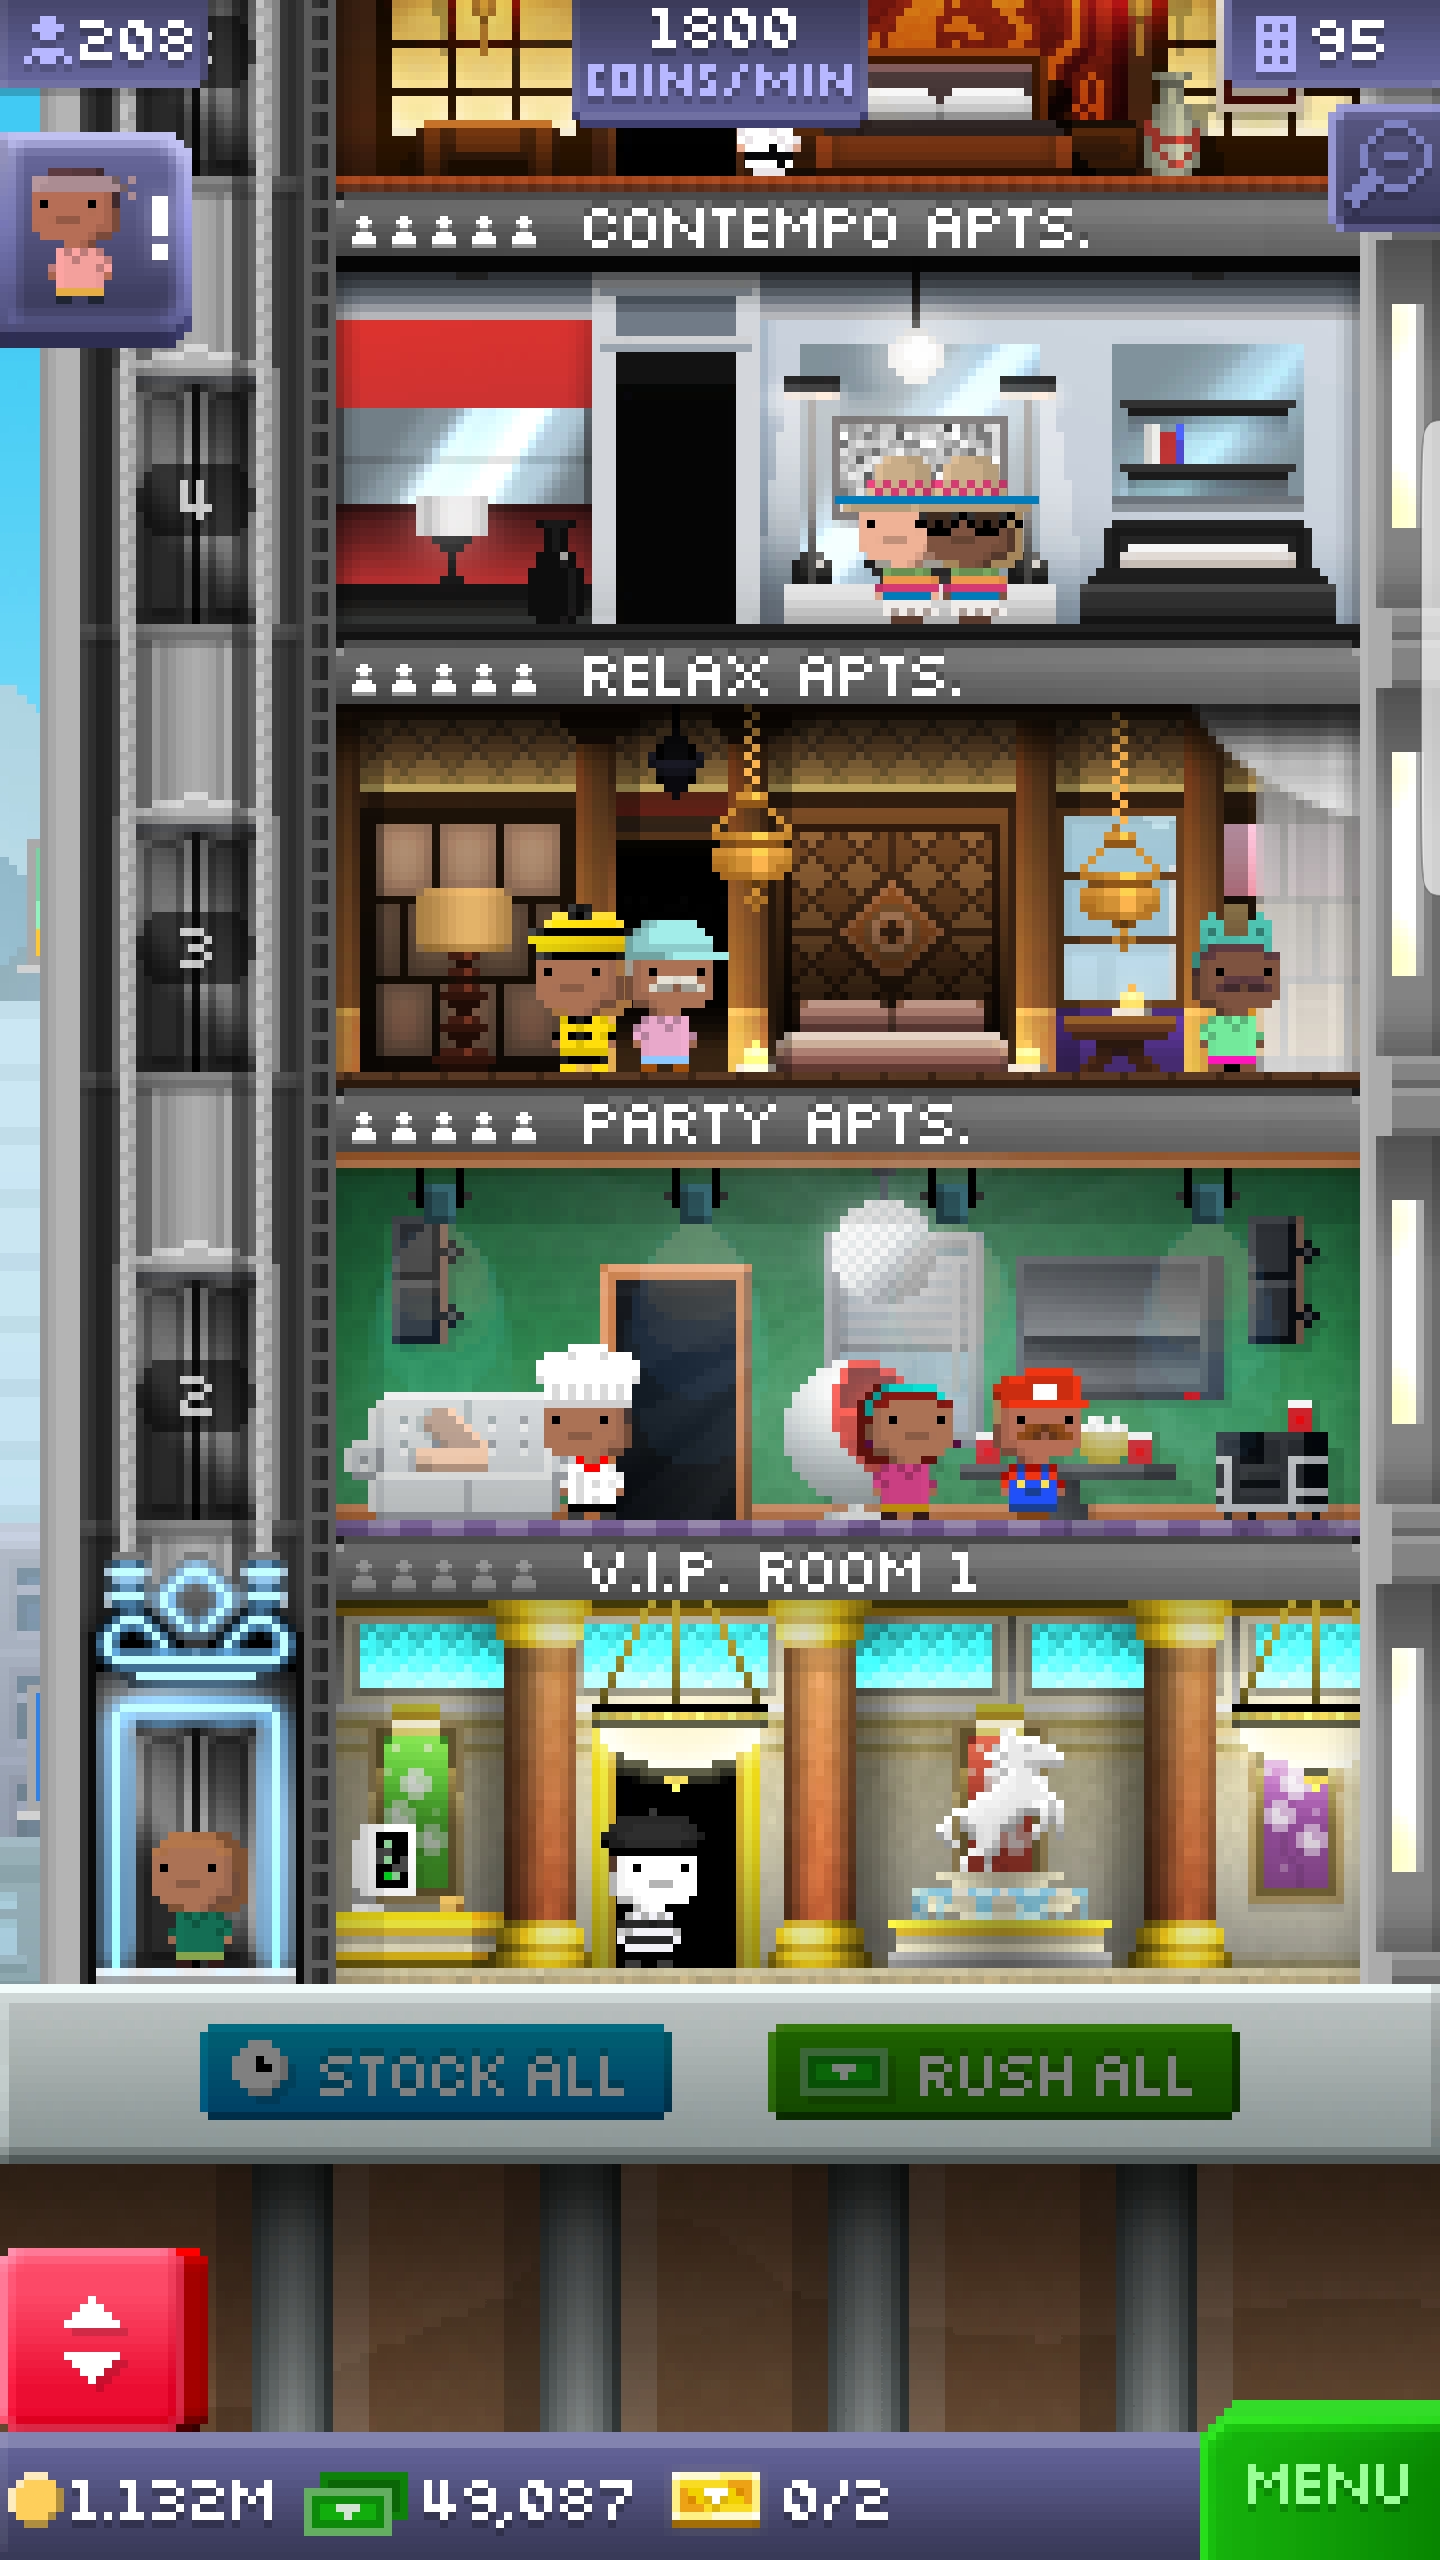 208
1800
COINS/MIN
95
!
CONTEMPO APTS.
4
RELAX APTS.
3
PARTY APTS.
2
V.I.P. ROOM 1
STOCK ALL
RUSH ALL
1.132M
49,087
0/2
MENU